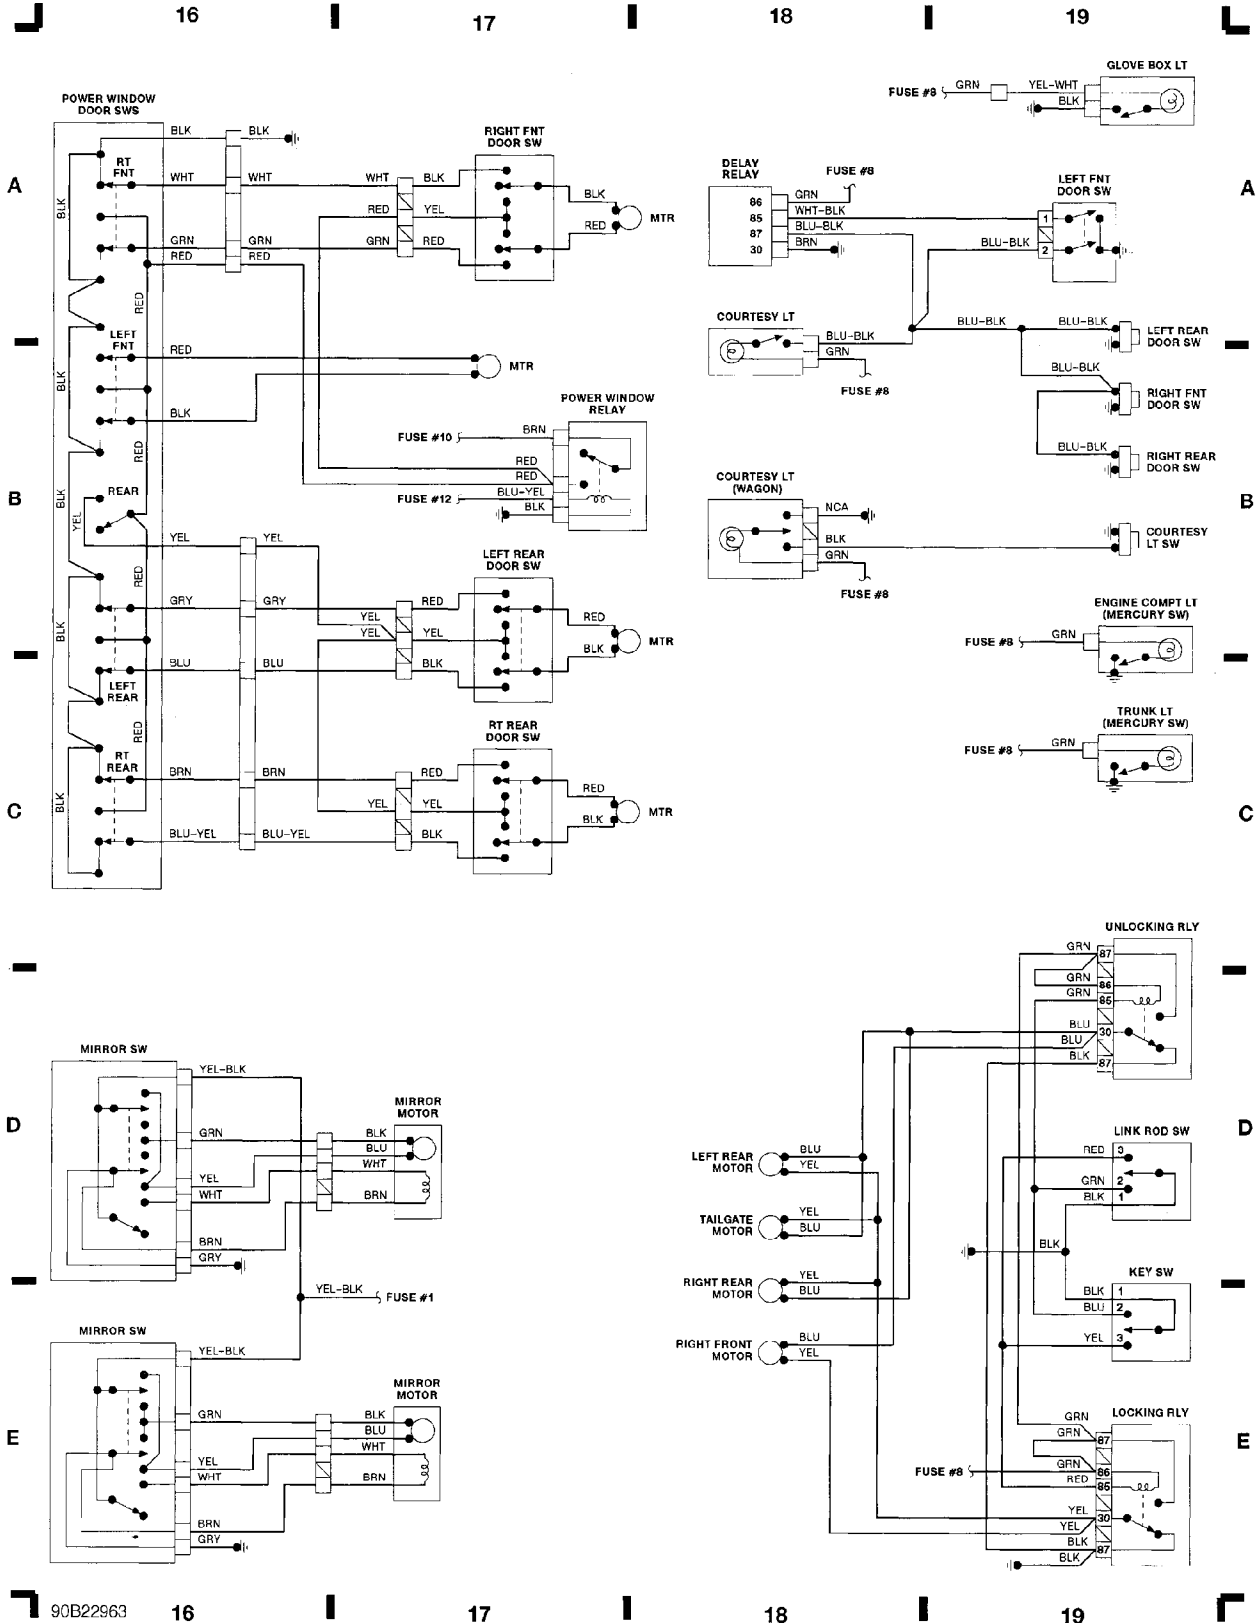 16
17
18
19
POWER WINDOW
DOOR SWS
RT
FNT
BLK
BLK
WHT
WHT
WHT
BLK
RED
YEL
GRN
GRN
GRN
RED
RED
RED
BLK
RED
RIGHT FNT
DOOR SW
BLK
RED
MTR
A
LEFT
FNT
RED
BLK
BLK
RED
MTR
POWER WINDOW
RELAY
FUSE #10
BRN
RED
RED
FUSE #12
BLU-YEL
BLK
B
REAR
BLK
YEL
YEL
YEL
RED
LEFT REAR
DOOR SW
GRY
GRY
RED
YEL
YEL
YEL
BLU
BLU
BLK
BLK
RED
BLK
MTR
LEFT
REAR
RED
RT REAR
DOOR SW
RT
REAR
BRN
BRN
RED
YEL
YEL
BLU-YEL
BLU-YEL
BLK
BLK
RED
BLK
MTR
C
GLOVE BOX LT
FUSE #8
GRN
YEL-WHT
BLK
DELAY
RELAY
FUSE #8
86
GRN
85
WHT-BLK
87
BLU-BLK
30
BRN
LEFT FNT
DOOR SW
1
2
BLU-BLK
A
COURTESY LT
BLU-BLK
GRN
FUSE #8
BLU-BLK
BLU-BLK
LEFT REAR
DOOR SW
BLU-BLK
RIGHT FNT
DOOR SW
BLU-BLK
RIGHT REAR
DOOR SW
COURTESY LT
(WAGON)
NCA
BLK
GRN
FUSE #8
COURTESY
LT SW
B
ENGINE COMPT LT
(MERCURY SW)
FUSE #8
GRN
TRUNK LT
(MERCURY SW)
FUSE #8
GRN
C
MIRROR SW
YEL-BLK
GRN
YEL
WHT
BRN
GRY
MIRROR
MOTOR
BLK
BLU
WHT
BRN
D
YEL-BLK
FUSE #1
MIRROR SW
YEL-BLK
GRN
YEL
WHT
BRN
GRY
MIRROR
MOTOR
BLK
BLU
WHT
BRN
E
UNLOCKING RLY
GRN
87
GRN
86
GRN
85
BLU
30
BLU
BLK
87
LEFT REAR
MOTOR
BLU
YEL
TAILGATE
MOTOR
YEL
BLU
RIGHT REAR
MOTOR
YEL
BLU
RIGHT FRONT
MOTOR
BLU
YEL
LINK ROD SW
RED
3
GRN
2
BLK
1
D
BLK
KEY SW
BLK
1
BLU
2
YEL
3
LOCKING RLY
GRN
GRN
87
FUSE #8
GRN
86
RED
85
YEL
30
YEL
BLK
87
BLK
E
90B22963
16
17
18
19